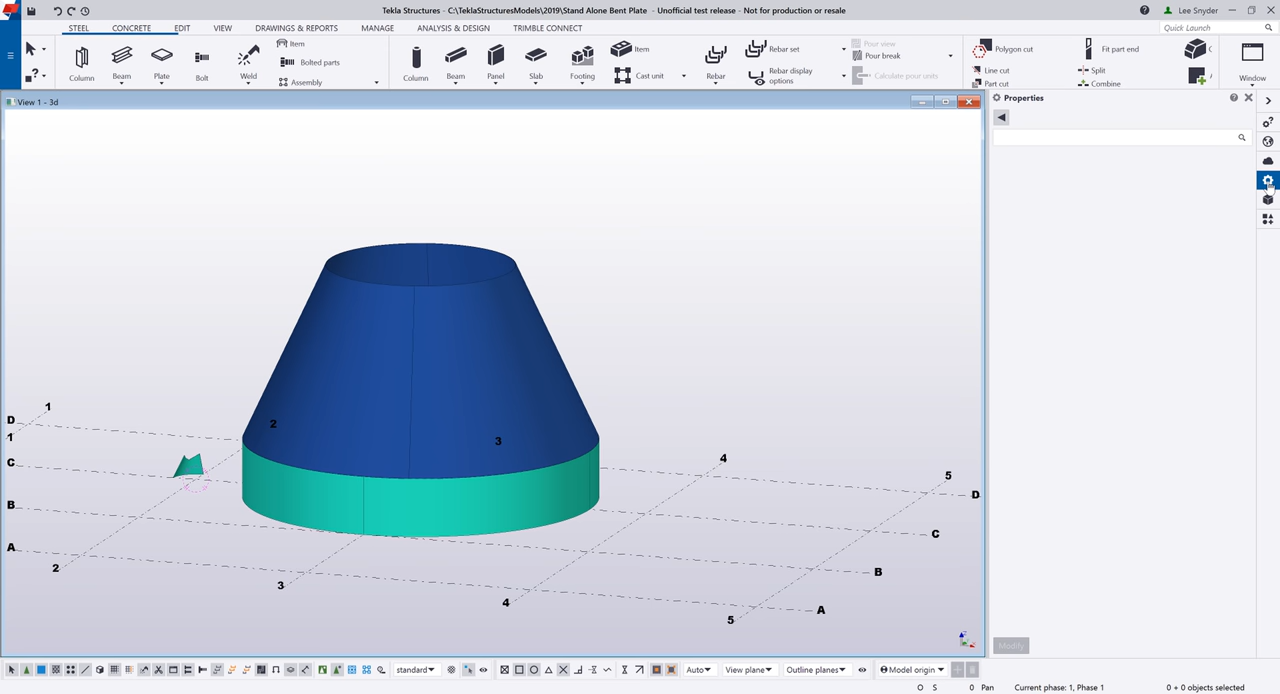 Tekla Structures - C:\TeklaStructuresModels\2019\Stand Alone Bent Plate - Unofficial test release - Not for production or resale
Lee Snyder
STEEL CONCRETE EDIT VIEW DRAWINGS & REPORTS MANAGE ANALYSIS & DESIGN TRIMBLE CONNECT
Quick Launch
Item
Bolted parts
Assembly
Column Beam Plate Bolt Weld
Column Beam Panel Slab Footing
Item
Cast unit
Rebar
Rebar set
Rebar display options
Pour view
Pour break
Calculate pour units
Polygon cut
Line cut
Part cut
Fit part end
Split
Combine
Window
View 1 - 3d
Properties
1
D
1
C
B
A
2
2
3
3
4
4
5
5
D
C
B
A
Modify
standard
Auto
View plane
Outline planes
Model origin
O S 0 Pan Current phase: 1, Phase 1 0 + 0 objects selected